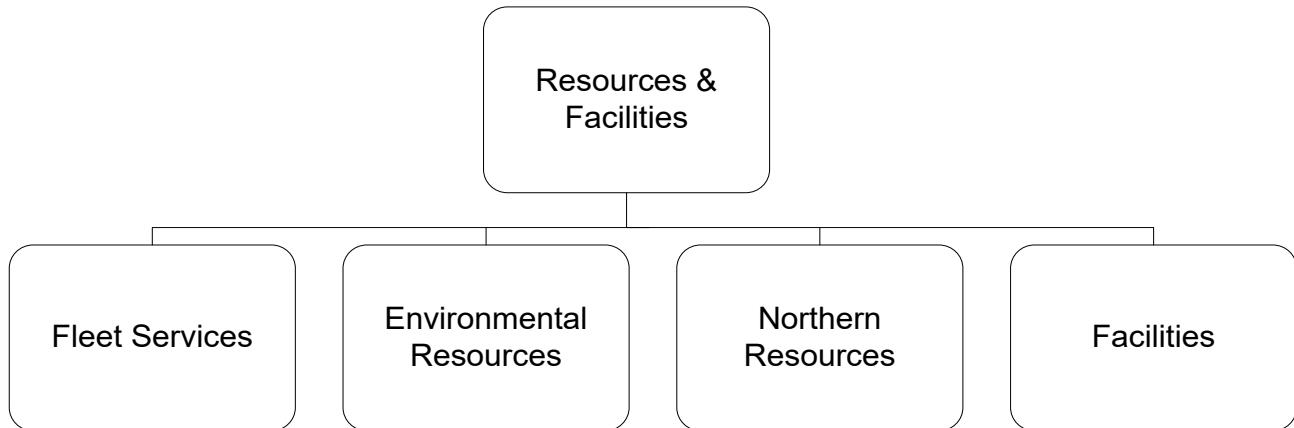 Resources &
Facilities
Fleet Services
Environmental
Resources
Northern
Resources
Facilities